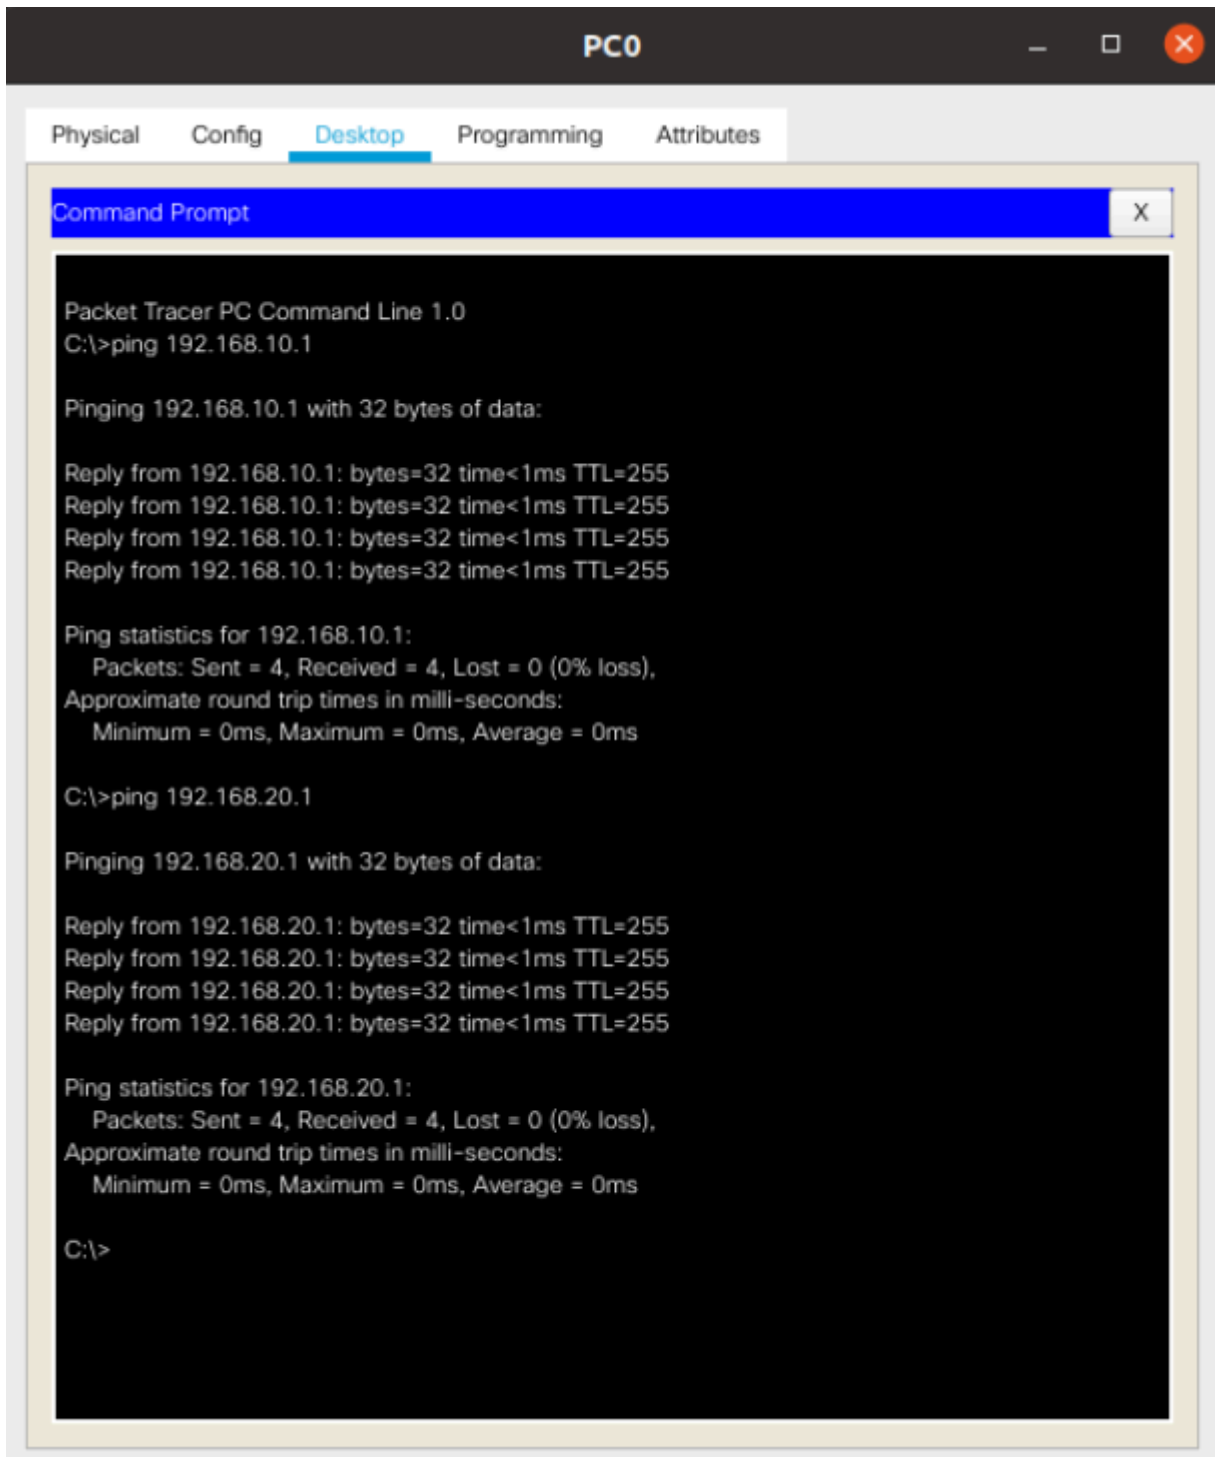 PC0
Physical Config Desktop Programming Attributes
Command Prompt X
Packet Tracer PC Command Line 1.0
C:\>ping 192.168.10.1
Pinging 192.168.10.1 with 32 bytes of data:
Reply from 192.168.10.1: bytes=32 time<1ms TTL=255
Reply from 192.168.10.1: bytes=32 time<1ms TTL=255
Reply from 192.168.10.1: bytes=32 time<1ms TTL=255
Reply from 192.168.10.1: bytes=32 time<1ms TTL=255
Ping statistics for 192.168.10.1:
Packets: Sent = 4, Received = 4, Lost = 0 (0% loss),
Approximate round trip times in milli-seconds:
Minimum = 0ms, Maximum = 0ms, Average = 0ms
C:\>ping 192.168.20.1
Pinging 192.168.20.1 with 32 bytes of data:
Reply from 192.168.20.1: bytes=32 time<1ms TTL=255
Reply from 192.168.20.1: bytes=32 time<1ms TTL=255
Reply from 192.168.20.1: bytes=32 time<1ms TTL=255
Reply from 192.168.20.1: bytes=32 time<1ms TTL=255
Ping statistics for 192.168.20.1:
Packets: Sent = 4, Received = 4, Lost = 0 (0% loss),
Approximate round trip times in milli-seconds:
Minimum = 0ms, Maximum = 0ms, Average = 0ms
C:\>